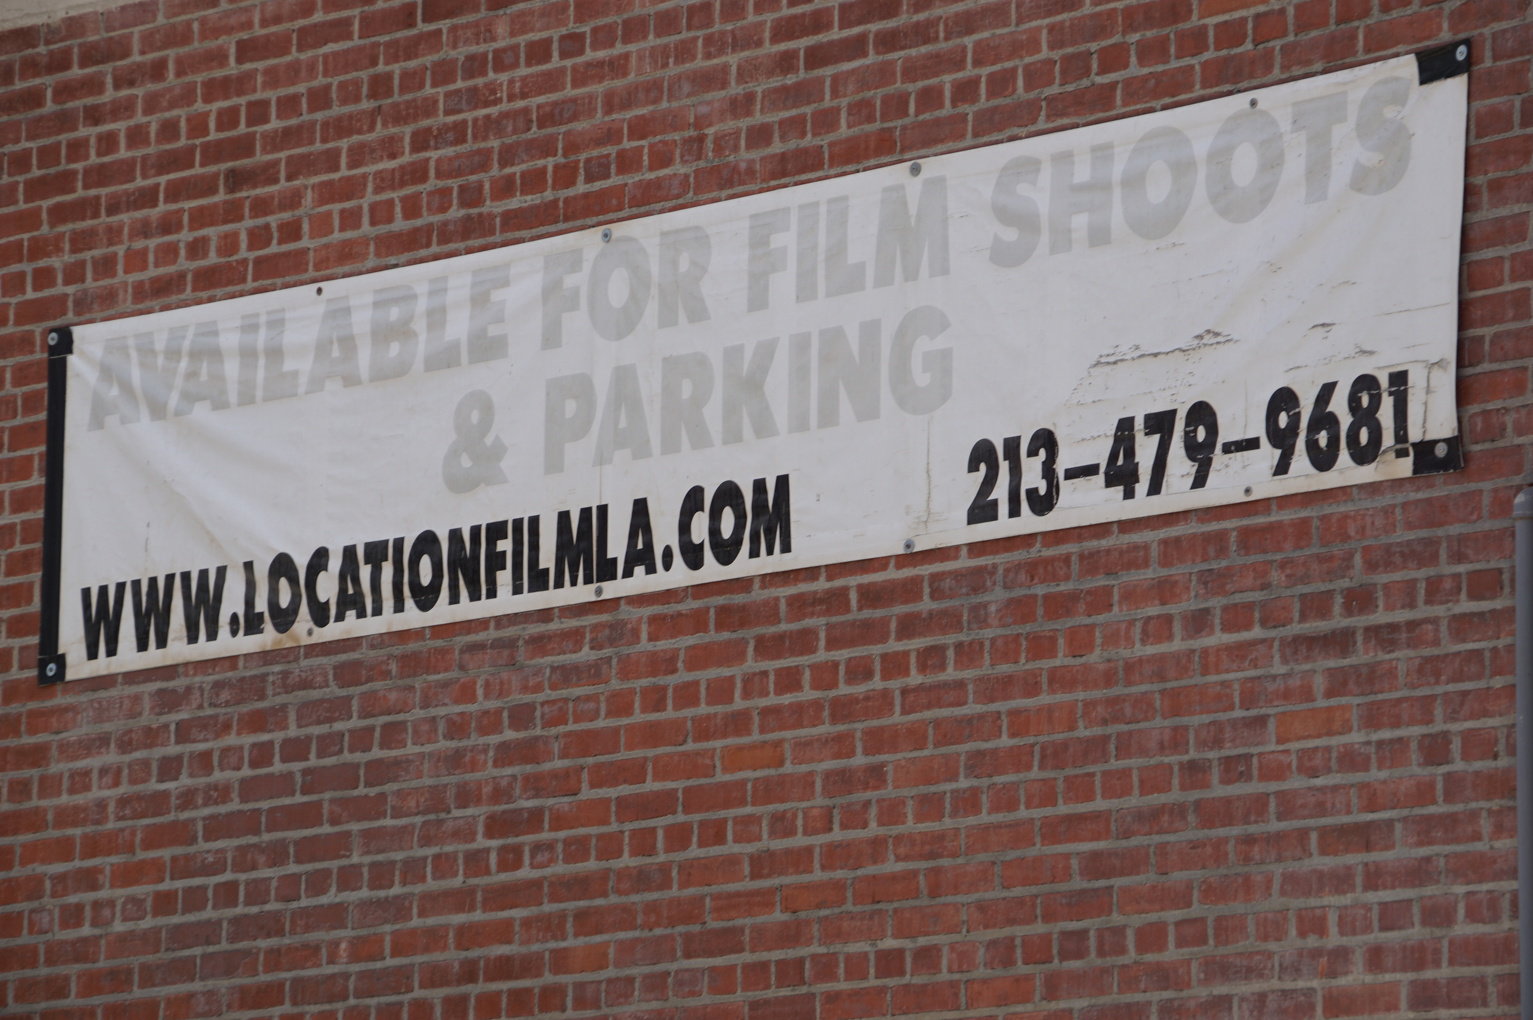 AVAILABLE FOR FILM SHOOTS
& PARKING
WWW.LOCATIONFILMLA.COM
213-479-9681